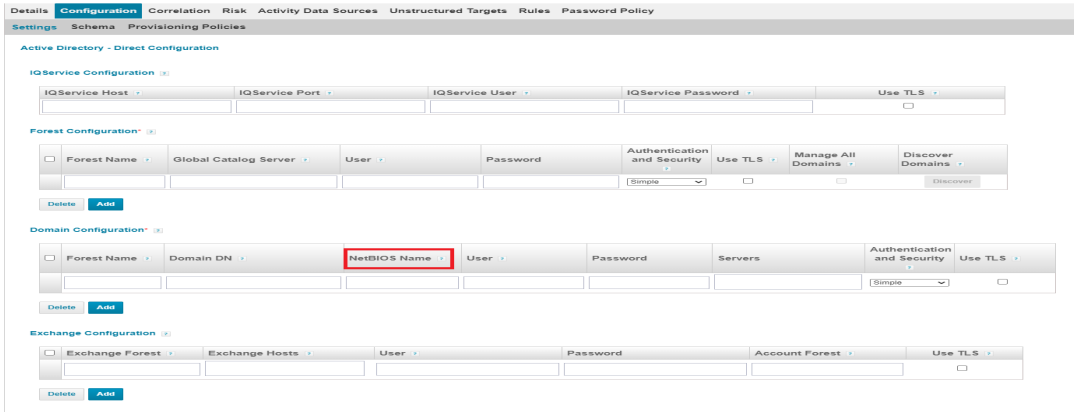 Details Configuration Correlation Risk Activity Data Sources Unstructured Targets Rules Password Policy
Settings Schema Provisioning Policies
Active Directory - Direct Configuration
IQService Configuration ?
IQService Host ? IQService Port ? IQService User ? IQService Password ? Use TLS ?
Forest Configuration* ?
Forest Name ? Global Catalog Server ? User ? Password Authentication and Security ? Use TLS ? Manage All Domains ? Discover Domains ?
Simple Discover
Delete Add
Domain Configuration* ?
Forest Name ? Domain DN ? NetBIOS Name ? User ? Password Servers Authentication and Security ? Use TLS ?
Simple
Delete Add
Exchange Configuration ?
Exchange Forest ? Exchange Hosts ? User ? Password Account Forest ? Use TLS ?
Delete Add